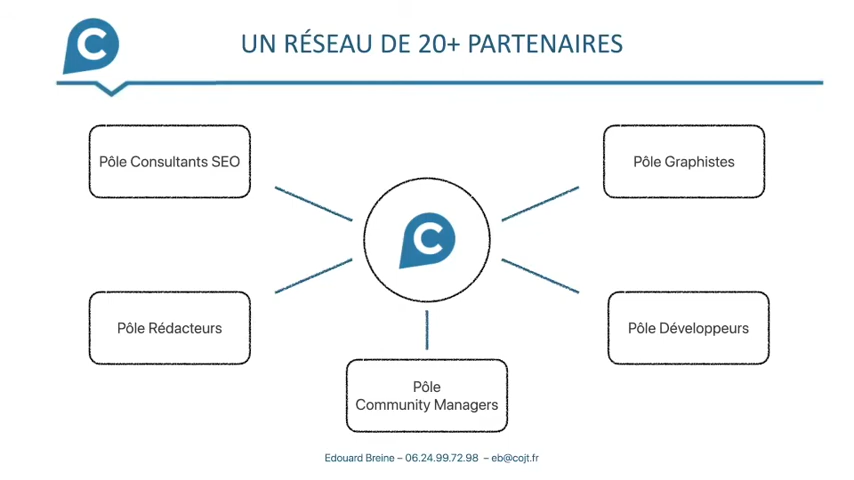 C
UN RÉSEAU DE 20+ PARTENAIRES
Pôle Consultants SEO
Pôle Graphistes
C
Pôle Rédacteurs
Pôle Développeurs
Pôle
Community Managers
Edouard Breine – 06.24.99.72.98 – eb@cojt.fr